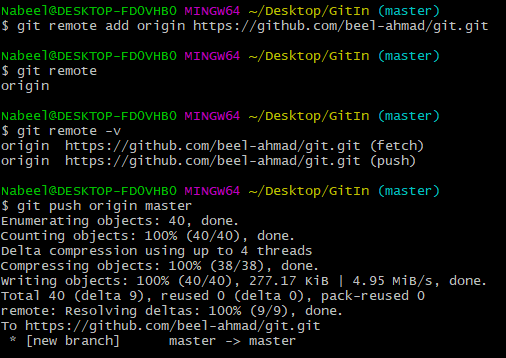 Nabeel@DESKTOP-FD0VHB0 MINGW64 ~/Desktop/GitIn (master)
$ git remote add origin https://github.com/beel-ahmad/git.git
Nabeel@DESKTOP-FD0VHB0 MINGW64 ~/Desktop/GitIn (master)
$ git remote
origin
Nabeel@DESKTOP-FD0VHB0 MINGW64 ~/Desktop/GitIn (master)
$ git remote -v
origin  https://github.com/beel-ahmad/git.git (fetch)
origin  https://github.com/beel-ahmad/git.git (push)
Nabeel@DESKTOP-FD0VHB0 MINGW64 ~/Desktop/GitIn (master)
$ git push origin master
Enumerating objects: 40, done.
Counting objects: 100% (40/40), done.
Delta compression using up to 4 threads
Compressing objects: 100% (38/38), done.
Writing objects: 100% (40/40), 277.17 KiB | 4.95 MiB/s, done.
Total 40 (delta 9), reused 0 (delta 0), pack-reused 0
remote: Resolving deltas: 100% (9/9), done.
To https://github.com/beel-ahmad/git.git
 * [new branch]      master -> master